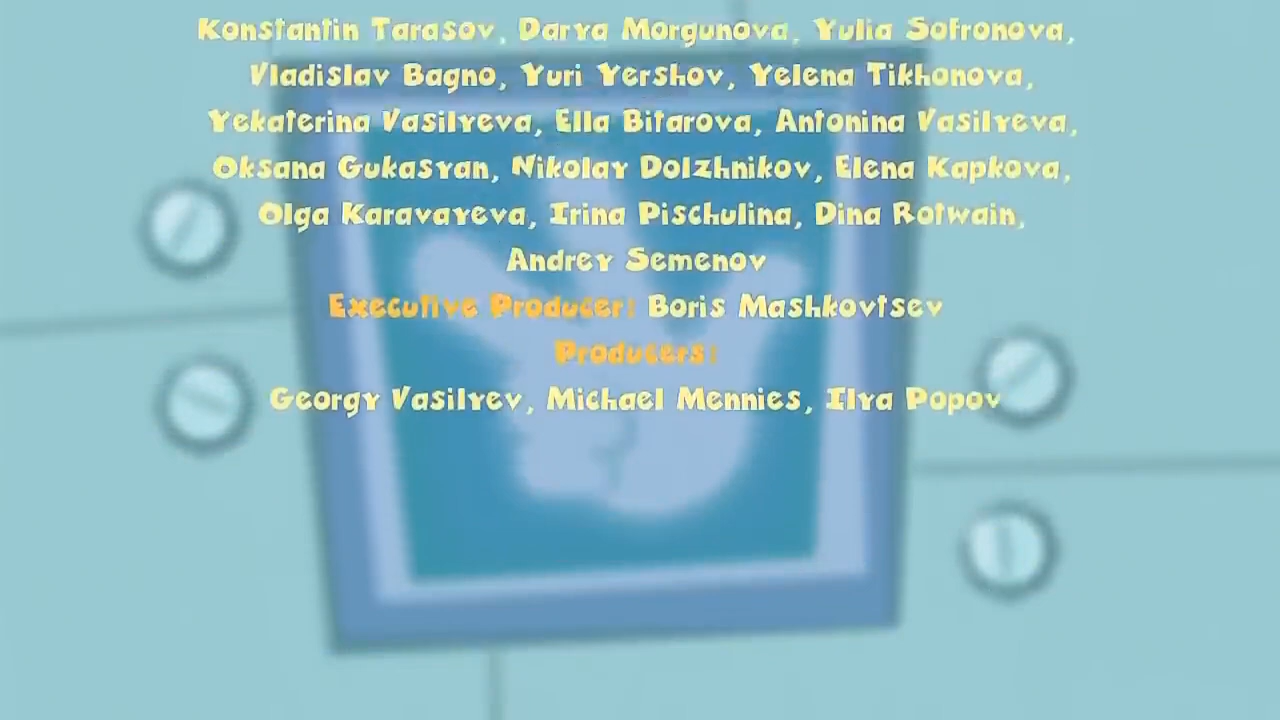 Konstantin Tarasov, Darya Morgunova, Yulia Sofronova,
Vladislav Bagno, Yuri Yershov, Yelena Tikhonova,
Yekaterina Vasilyeva, Ella Bitarova, Antonina Vasilyeva,
Oksana Gukasyan, Nikolay Dolzhnikov, Elena Kapkova,
Olga Karavayeva, Irina Pischulina, Dina Rotwain,
Andrey Semenov
Executive Producer: Boris Mashkovtsev
Producers:
Georgy Vasilyev, Michael Mennies, Ilya Popov